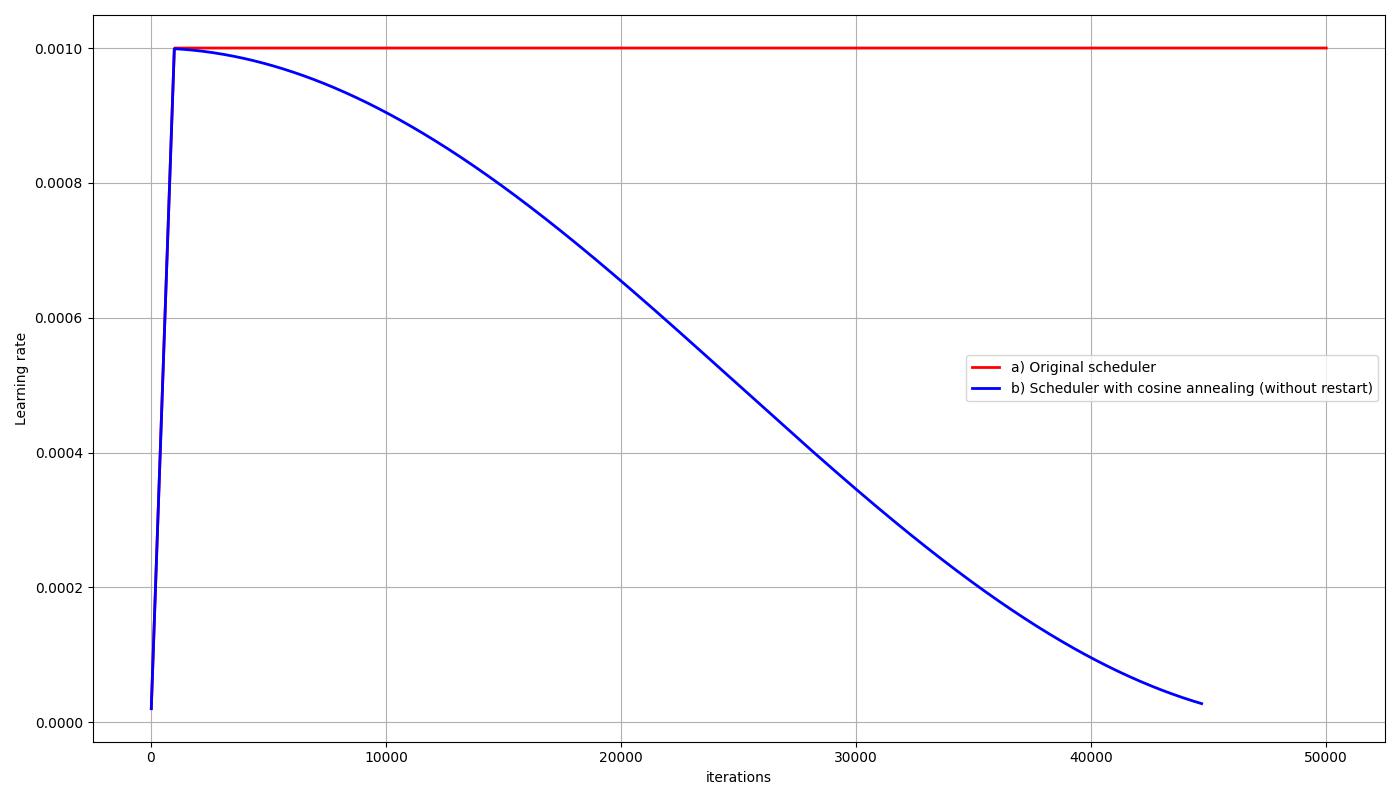 0.0010
0.0008
0.0006
0.0004
0.0002
0.0000
Learning rate
a) Original scheduler
b) Scheduler with cosine annealing (without restart)
0 10000 20000 30000 40000 50000
iterations